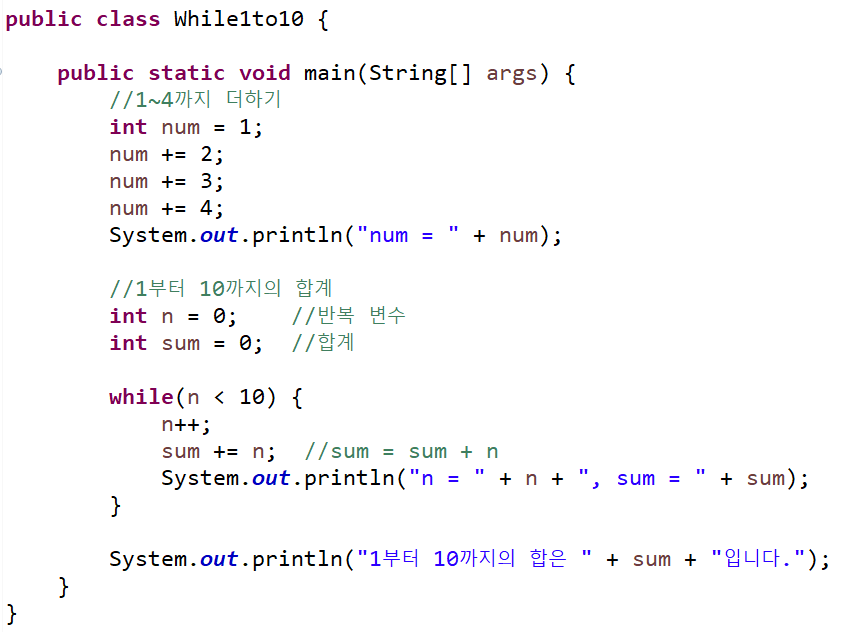 public class While1to10 {
public static void main(String[] args) {
//1~4까지 더하기
int num = 1;
num += 2;
num += 3;
num += 4;
System.out.println("num = " + num);
//1부터 10까지의 합계
int n = 0;    //반복 변수
int sum = 0;  //합계
while(n < 10) {
n++;
sum += n;  //sum = sum + n
System.out.println("n = " + n + ", sum = " + sum);
}
System.out.println("1부터 10까지의 합은 " + sum + "입니다.");
}
}